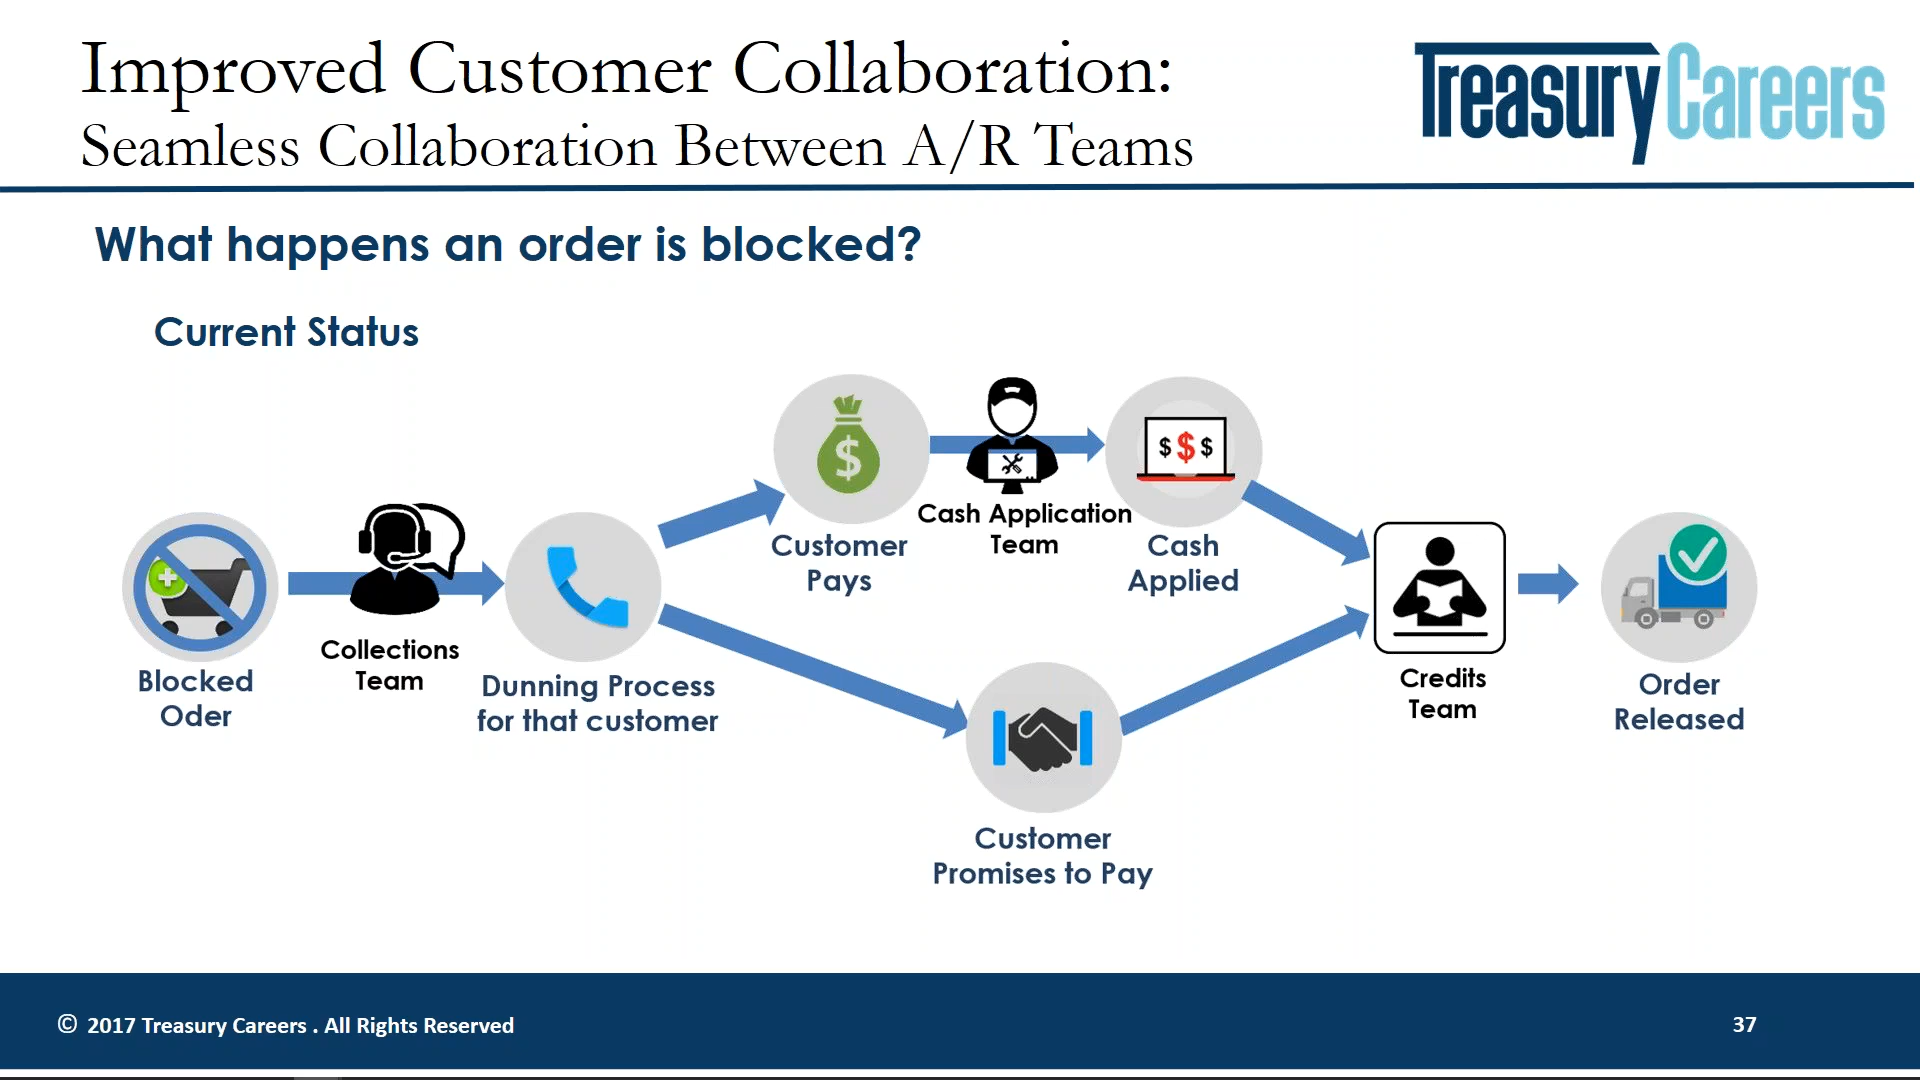 Improved Customer Collaboration:
Seamless Collaboration Between A/R Teams
TreasuryCareers
What happens an order is blocked?
Current Status
Blocked
Oder
Collections
Team
Dunning Process
for that customer
$
Customer
Pays
Cash Application
Team
$ $ $
Cash
Applied
Customer
Promises to Pay
Credits
Team
Order
Released
© 2017 Treasury Careers . All Rights Reserved
37